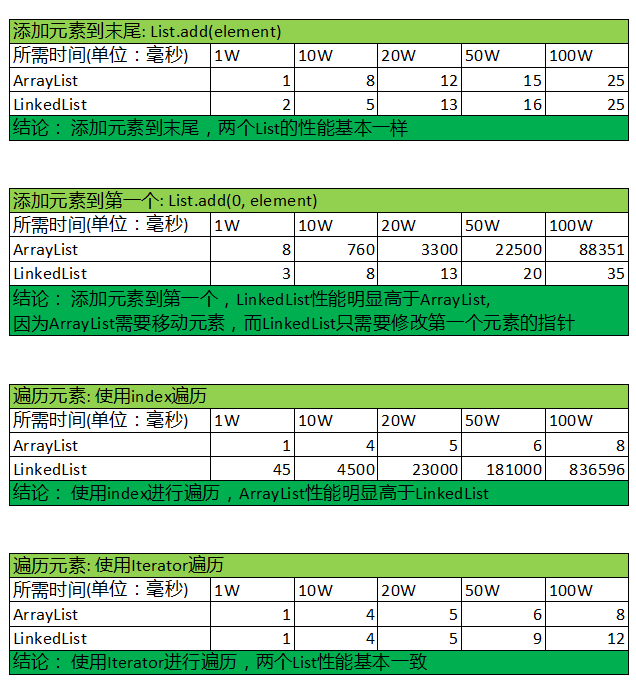 添加元素到末尾: List.add(element)
所需时间(单位：毫秒) 1W 10W 20W 50W 100W
ArrayList 1 8 12 15 25
LinkedList 2 5 13 16 25
结论： 添加元素到末尾，两个List的性能基本一样
添加元素到第一个: List.add(0, element)
所需时间(单位：毫秒) 1W 10W 20W 50W 100W
ArrayList 8 760 3300 22500 88351
LinkedList 3 8 13 20 35
结论： 添加元素到第一个，LinkedList性能明显高于ArrayList,
因为ArrayList需要移动元素，而LinkedList只需要修改第一个元素的指针
遍历元素: 使用index遍历
所需时间(单位：毫秒) 1W 10W 20W 50W 100W
ArrayList 1 4 5 6 8
LinkedList 45 4500 23000 181000 836596
结论： 使用index进行遍历，ArrayList性能明显高于LinkedList
遍历元素: 使用Iterator遍历
所需时间(单位：毫秒) 1W 10W 20W 50W 100W
ArrayList 1 4 5 6 8
LinkedList 1 4 5 9 12
结论： 使用Iterator进行遍历，两个List性能基本一致